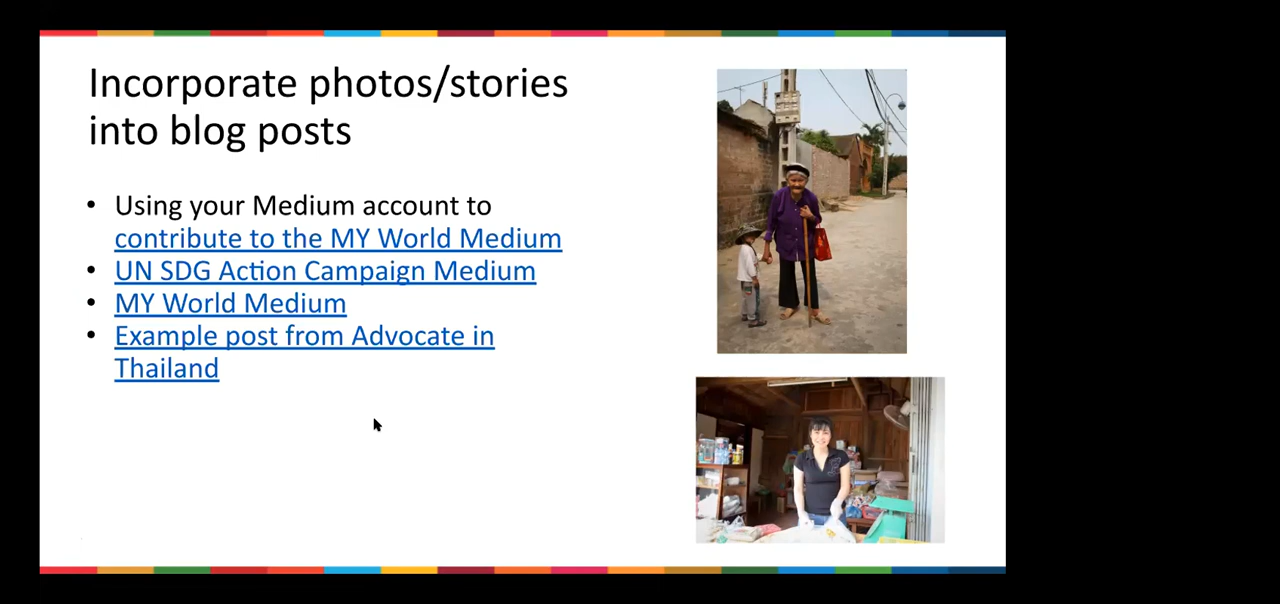 Incorporate photos/stories
into blog posts
• Using your Medium account to
contribute to the MY World Medium
• UN SDG Action Campaign Medium
• MY World Medium
• Example post from Advocate in
Thailand